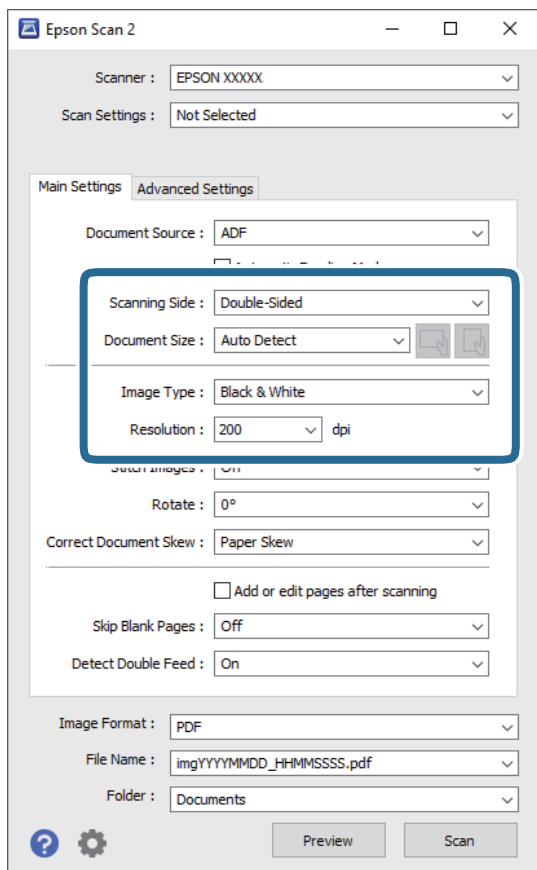 Epson Scan 2
Scanner : EPSON XXXXX
Scan Settings : Not Selected
Main Settings Advanced Settings
Document Source : ADF
Scanning Side : Double-Sided
Document Size : Auto Detect
Image Type : Black & White
Resolution : 200 dpi
Stitch Images : Off
Rotate : 0°
Correct Document Skew : Paper Skew
Add or edit pages after scanning
Skip Blank Pages : Off
Detect Double Feed : On
Image Format : PDF
File Name : imgYYYYMMDD_HHMMSSSS.pdf
Folder : Documents
? Preview Scan